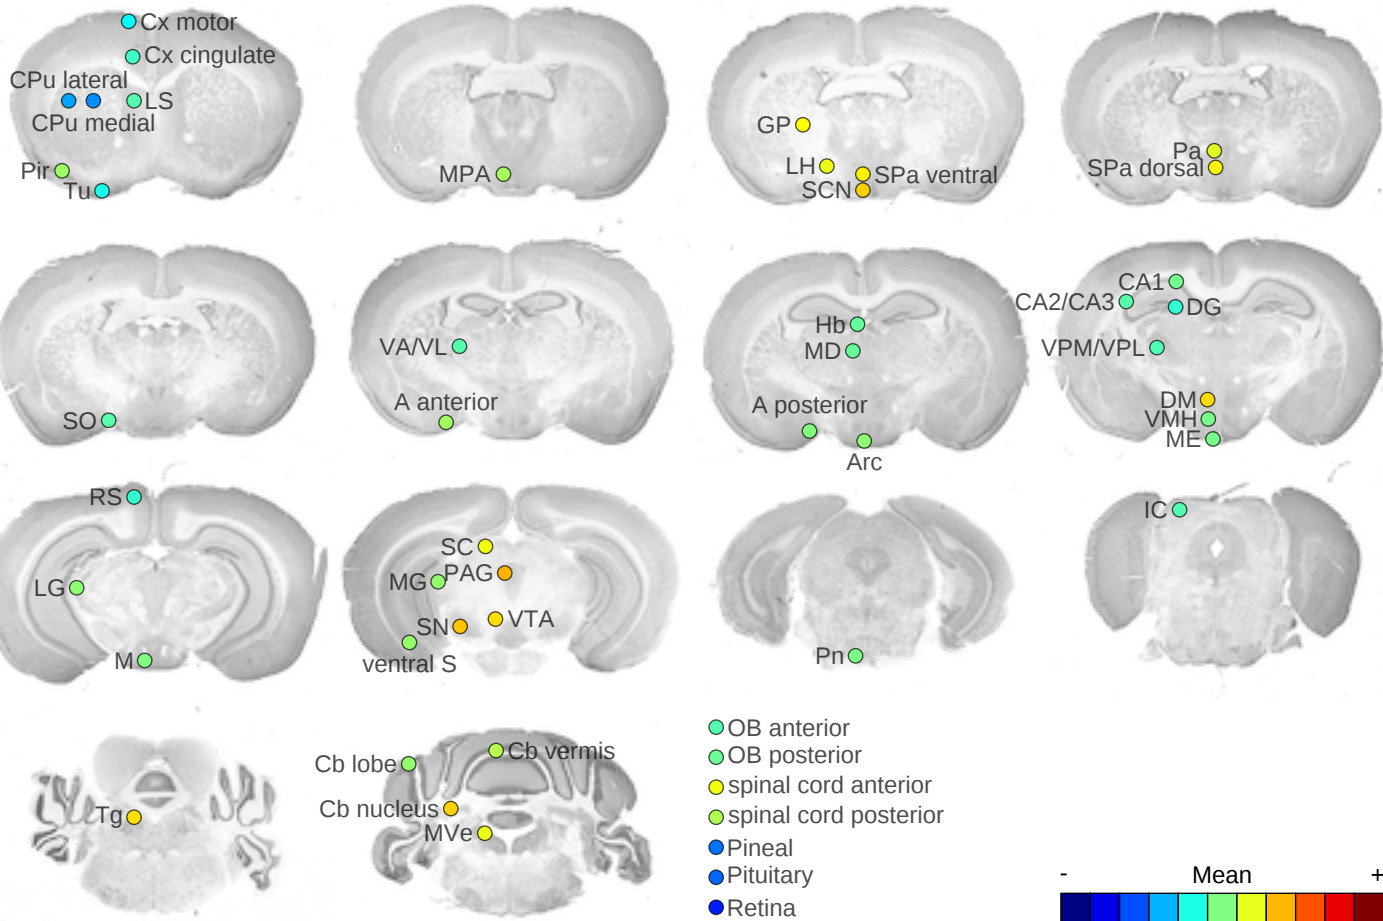 Cx motor
Cx cingulate
CPu lateral
LS
CPu medial
Pir
Tu
MPA
GP
LH
SPa ventral
SCN
Pa
SPa dorsal
SO
VA/VL
A anterior
Hb
MD
A posterior
Arc
CA1
CA2/CA3
DG
VPM/VPL
DM
VMH
ME
RS
LG
M
SC
MG
PAG
SN
VTA
ventral S
Pn
IC
Tg
Cb lobe
Cb vermis
Cb nucleus
MVe
OB anterior
OB posterior
spinal cord anterior
spinal cord posterior
Pineal
Pituitary
Retina
- Mean +